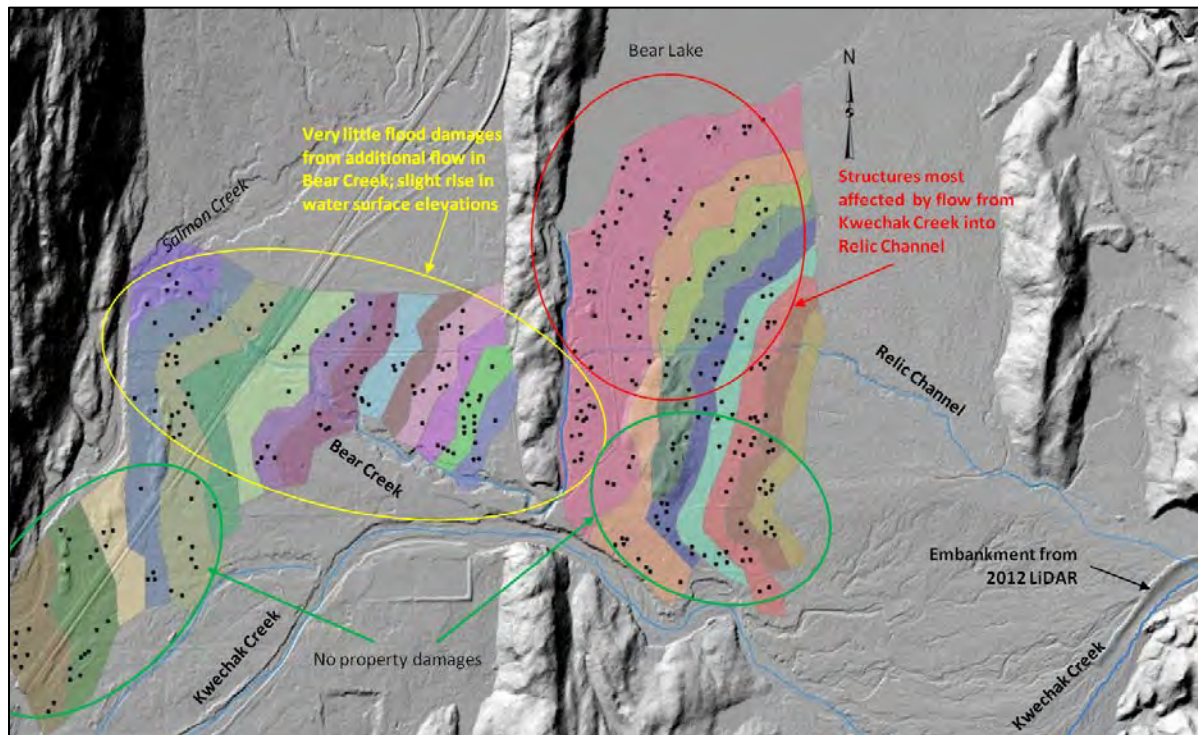 Bear Lake
N
Very little flood damages
from additional flow in
Bear Creek; slight rise in
water surface elevations
Structures most
affected by flow from
Kwechak Creek into
Relic Channel
Salmon Creek
Relic Channel
Bear Creek
Embankment from
2012 LiDAR
No property damages
Kwechak Creek
Kwechak Creek